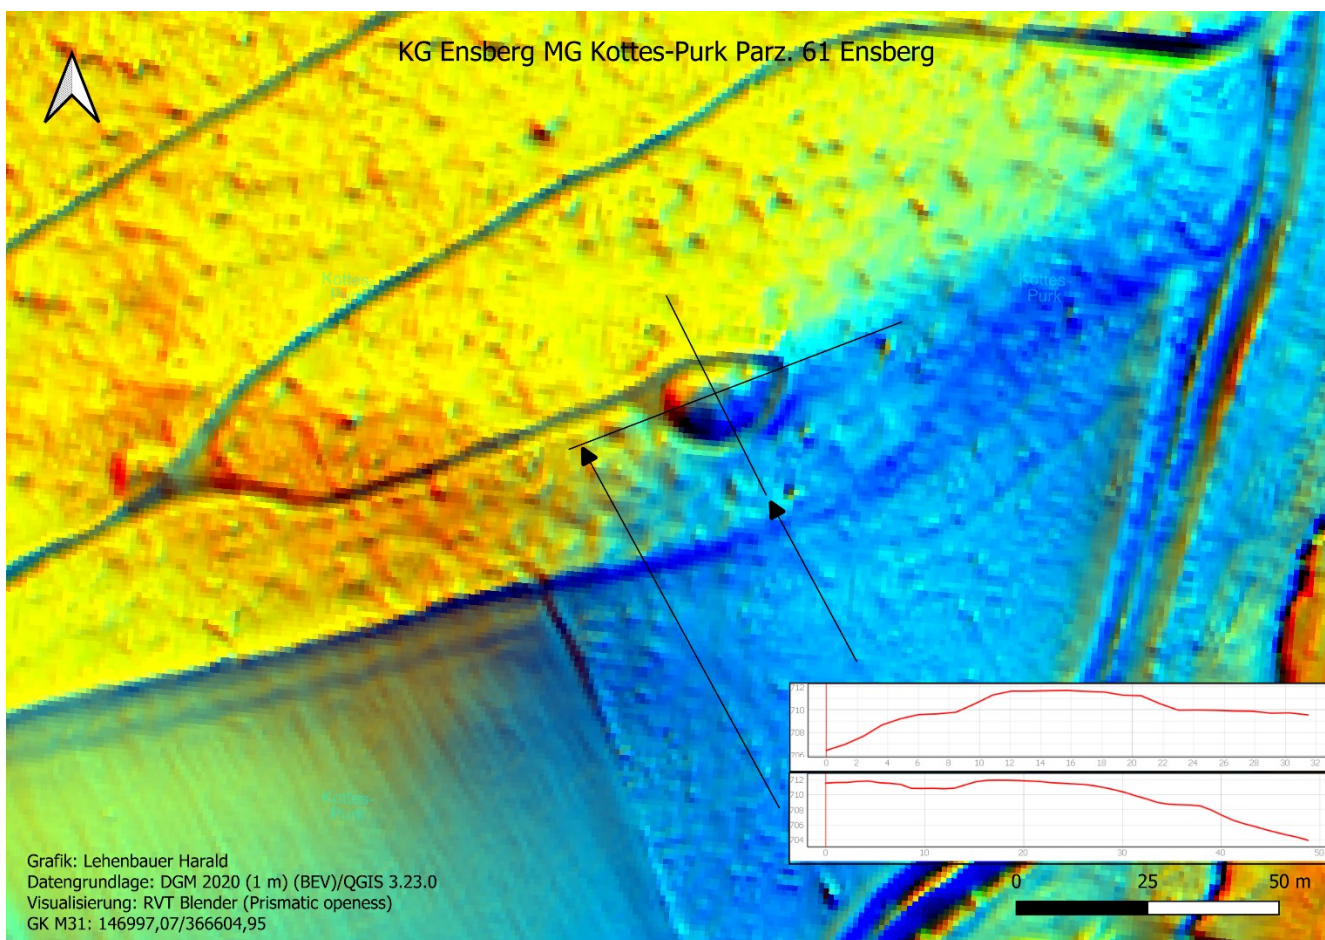 KG Ensberg MG Kottes-Purk Parz. 61 Ensberg
Kottes-
Purk
Kottes
Purk
712
710
708
706
0 2 4 6 8 10 12 14 16 18 20 22 24 26 28 30 32
712
710
708
706
704
0 10 20 30 40 50
Kottes-
Purk
Grafik: Lehenbauer Harald
Datengrundlage: DGM 2020 (1 m) (BEV)/QGIS 3.23.0
Visualisierung: RVT Blender (Prismatic openess)
GK M31: 146997,07/366604,95
0 25 50 m